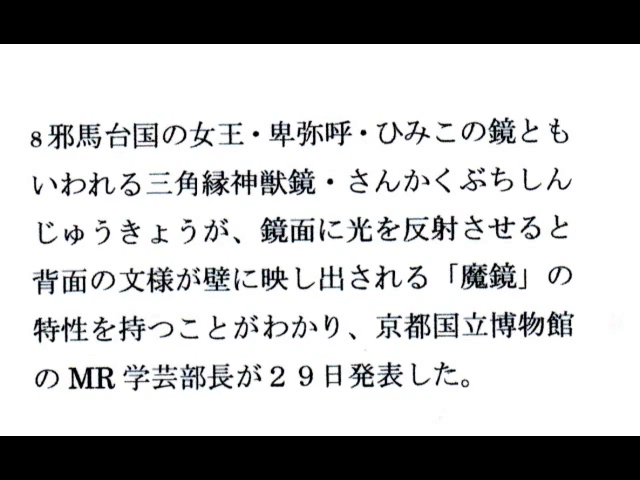 8邪馬台国の女王・卑弥呼・ひみこの鏡とも
いわれる三角縁神獣鏡・さんかくぶちしん
じゅうきょうが、鏡面に光を反射させると
背面の文様が壁に映し出される「魔鏡」の
特性を持つことがわかり、京都国立博物館
のMR学芸部長が２９日発表した。